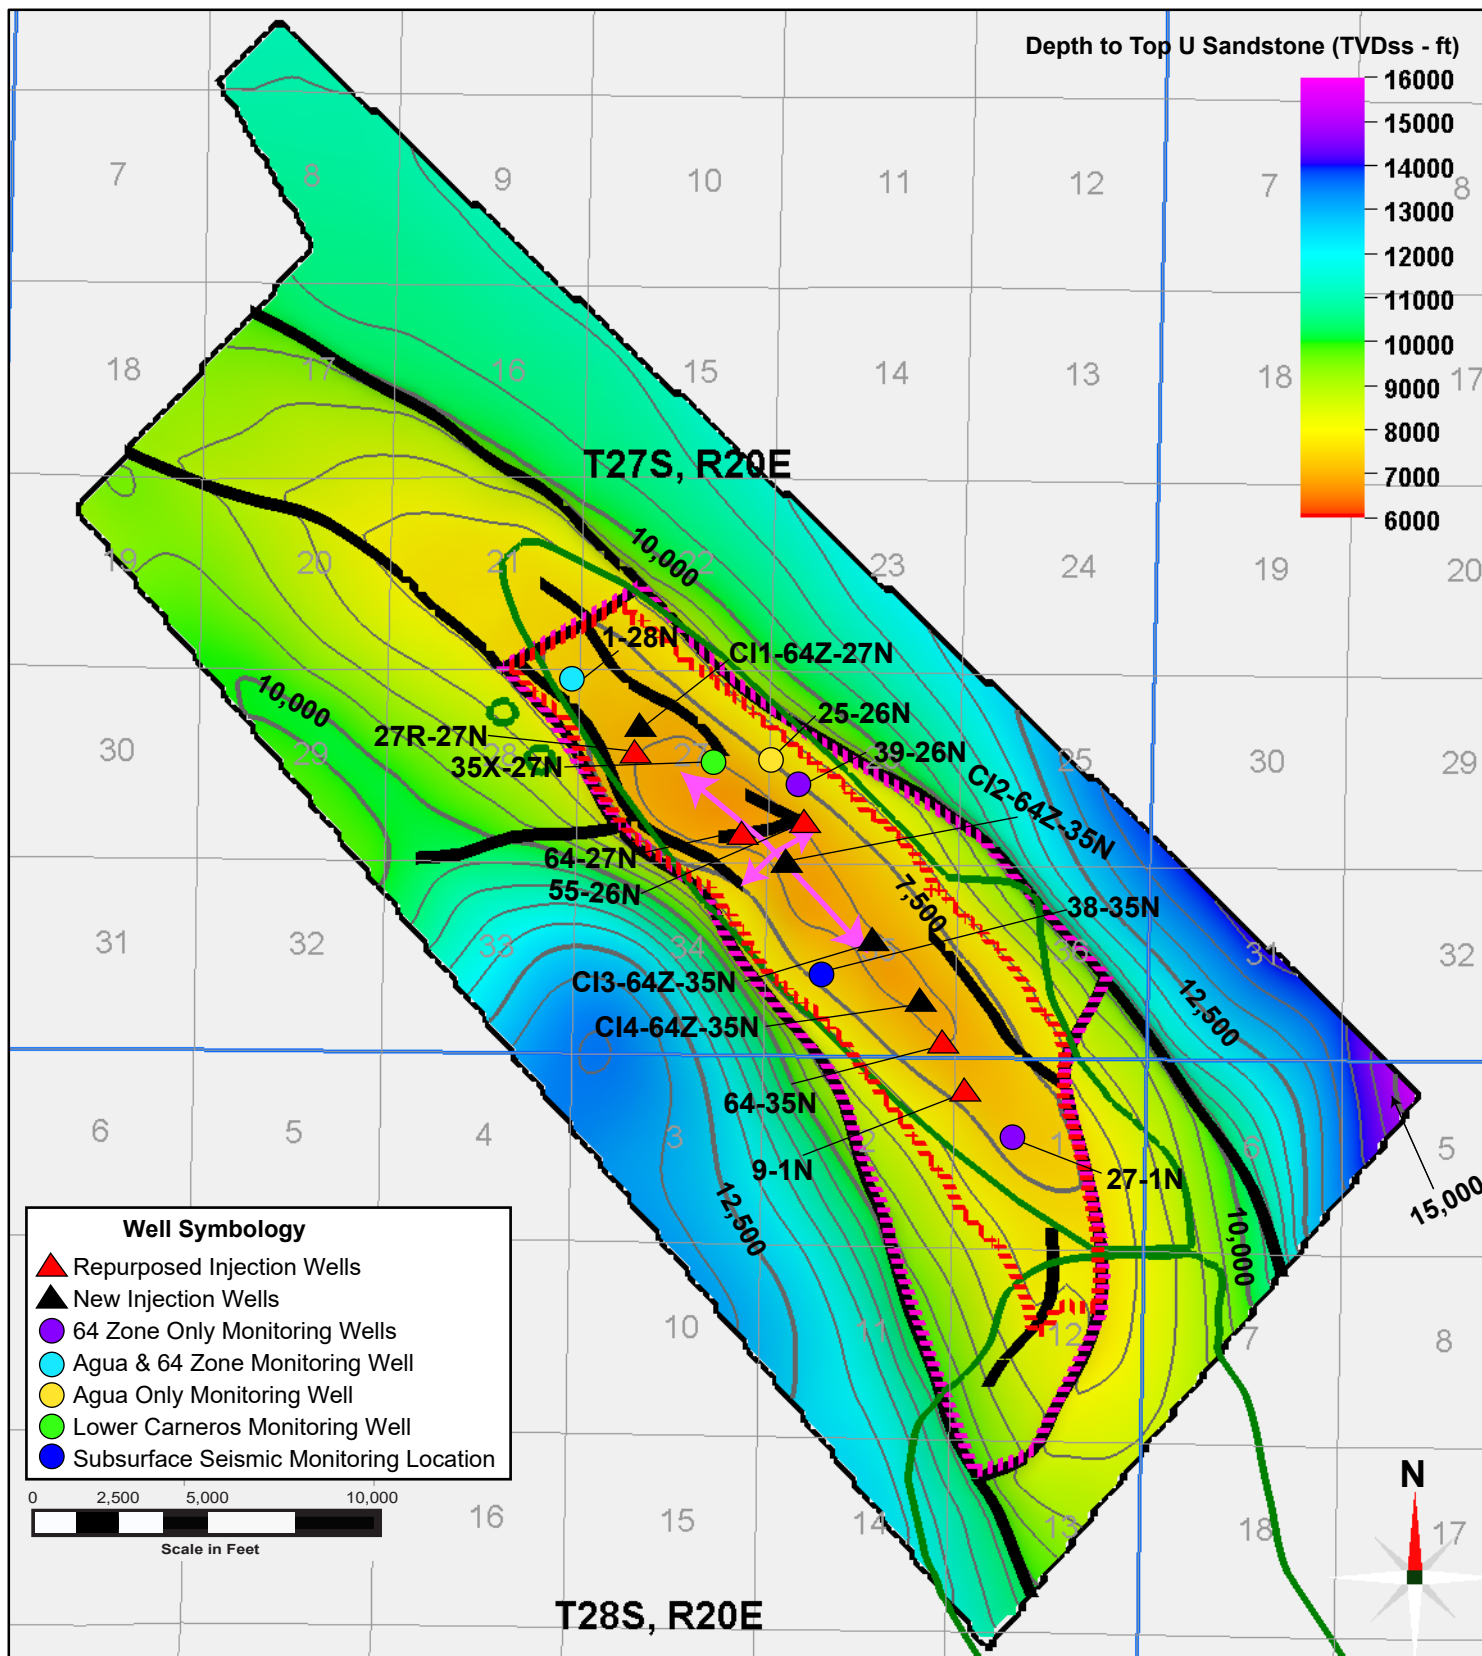 Depth to Top U Sandstone (TVDss - ft)
16000
15000
14000
13000
12000
11000
10000
9000
8000
7000
6000
7
8
9
10
11
12
7
8
18
17
16
15
14
13
18
17
T27S, R20E
19
20
21
22
23
24
19
20
10,000
1-28N
CI1-64Z-27N
25-26N
39-26N
27R-27N
35X-27N
10,000
30
29
28
27
26
25
30
29
CI2-64Z-35N
64-27N
55-26N
7,500
38-35N
31
32
33
34
35
36
31
32
CI3-64Z-35N
CI4-64Z-35N
12,500
64-35N
9-1N
27-1N
6
5
4
3
2
1
6
5
15,000
12,500
10,000
10
11
12
7
8
16
15
14
13
18
17
T28S, R20E
Well Symbology
Repurposed Injection Wells
New Injection Wells
64 Zone Only Monitoring Wells
Agua & 64 Zone Monitoring Well
Agua Only Monitoring Well
Lower Carneros Monitoring Well
Subsurface Seismic Monitoring Location
0 2,500 5,000 10,000
Scale in Feet
N